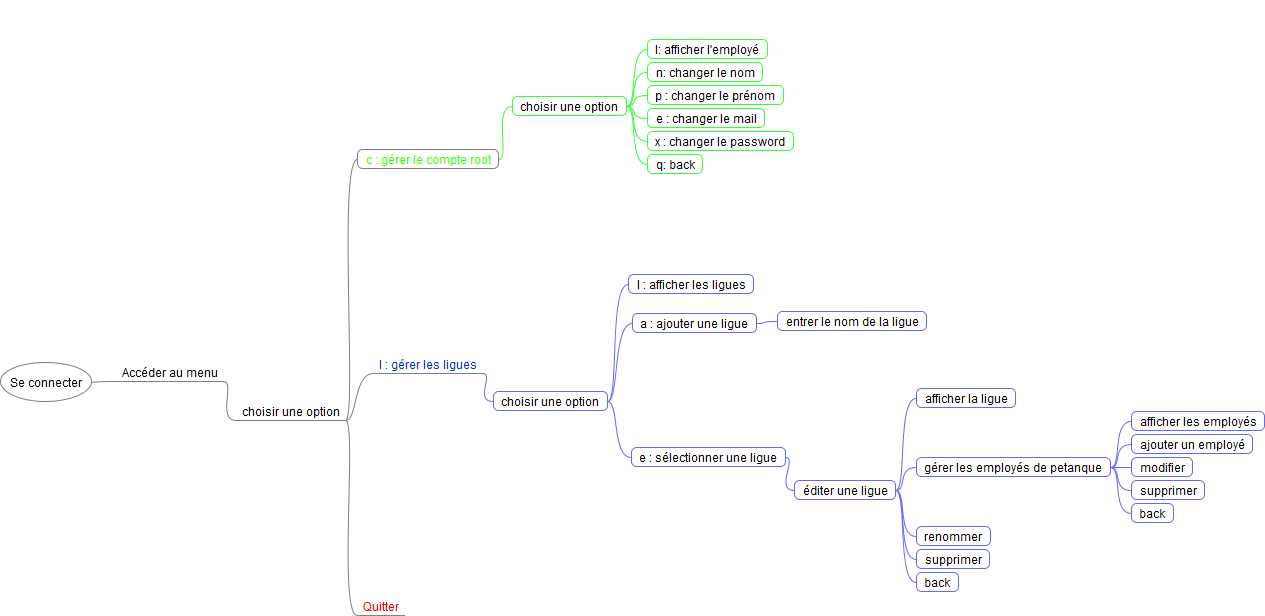 Se connecter
Accéder au menu
choisir une option
c : gérer le compte root
choisir une option
l: afficher l'employé
n: changer le nom
p : changer le prénom
e : changer le mail
x : changer le password
q: back
l : gérer les ligues
choisir une option
l : afficher les ligues
a : ajouter une ligue
entrer le nom de la ligue
e : sélectionner une ligue
éditer une ligue
afficher la ligue
gérer les employés de petanque
afficher les employés
ajouter un employé
modifier
supprimer
back
renommer
supprimer
back
Quitter